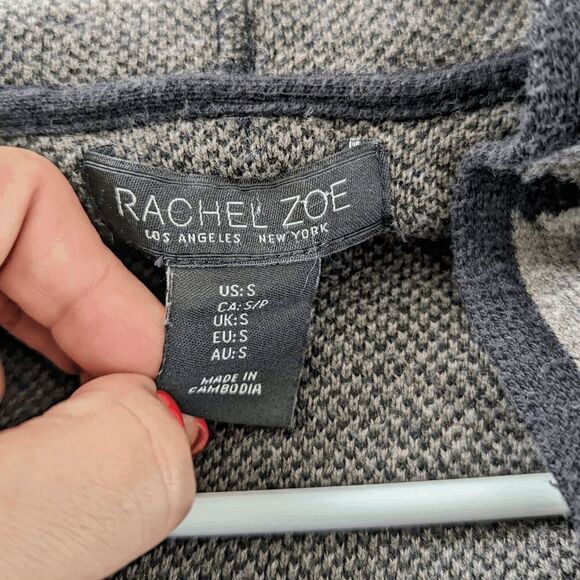 RACHEL ZOE
LOS ANGELES NEW YORK
US: S
CA: S/P
UK: S
EU: S
AU: S
MADE IN
CAMBODIA